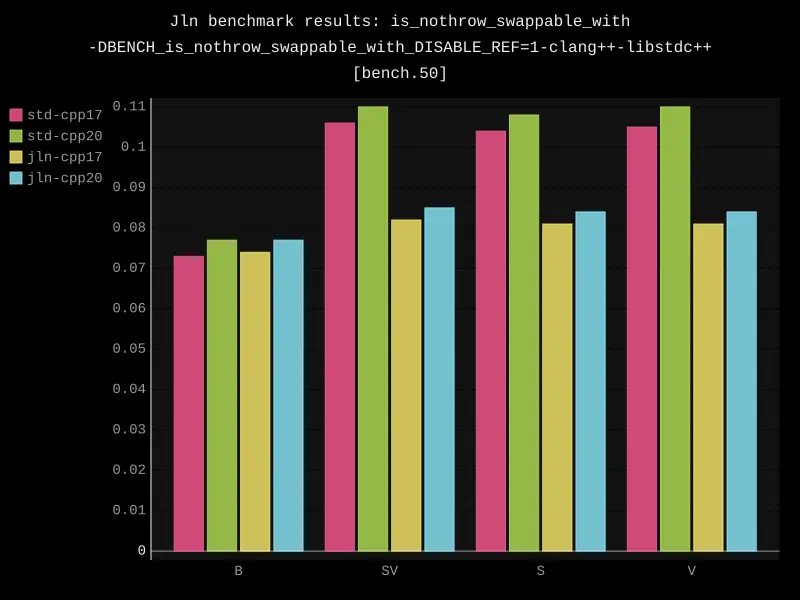 Jln benchmark results: is_nothrow_swappable_with
-DBENCH_is_nothrow_swappable_with_DISABLE_REF=1-clang++-libstdc++
[bench.50]
std-cpp17
std-cpp20
jln-cpp17
jln-cpp20
0.11
0.1
0.09
0.08
0.07
0.06
0.05
0.04
0.03
0.02
0.01
0
B SV S V